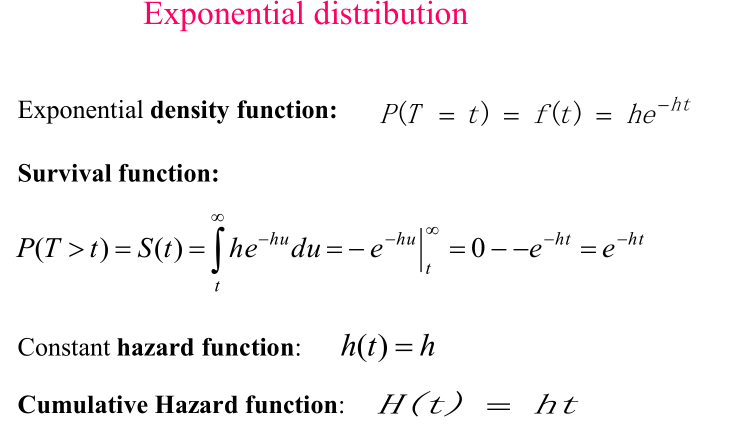 Exponential distribution
Exponential density function: P(T = t) = f(t) = he^{-ht}
Survival function:
P(T > t) = S(t) = ∫_t^∞ he^{-hu} du = − e^{-hu} |_t^∞ = 0 − −e^{-ht} = e^{-ht}
Constant hazard function: h(t) = h
Cumulative Hazard function: H(t) = ht